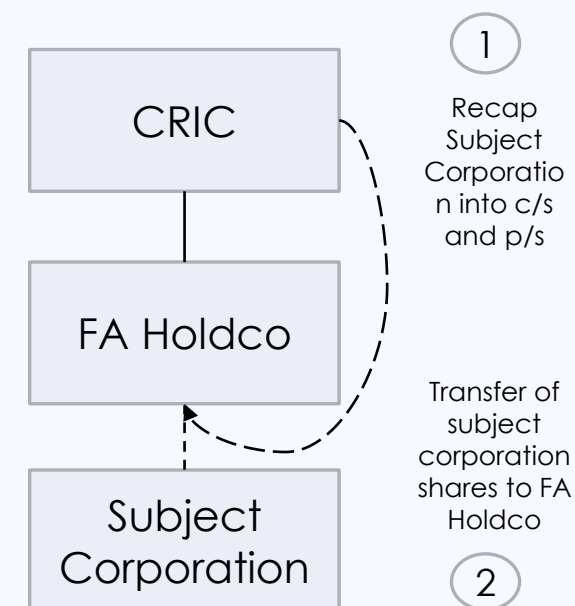 1
CRIC
Recap
Subject
Corporatio
n into c/s
and p/s
FA Holdco
Transfer of
subject
corporation
shares to FA
Holdco
Subject
Corporation
2